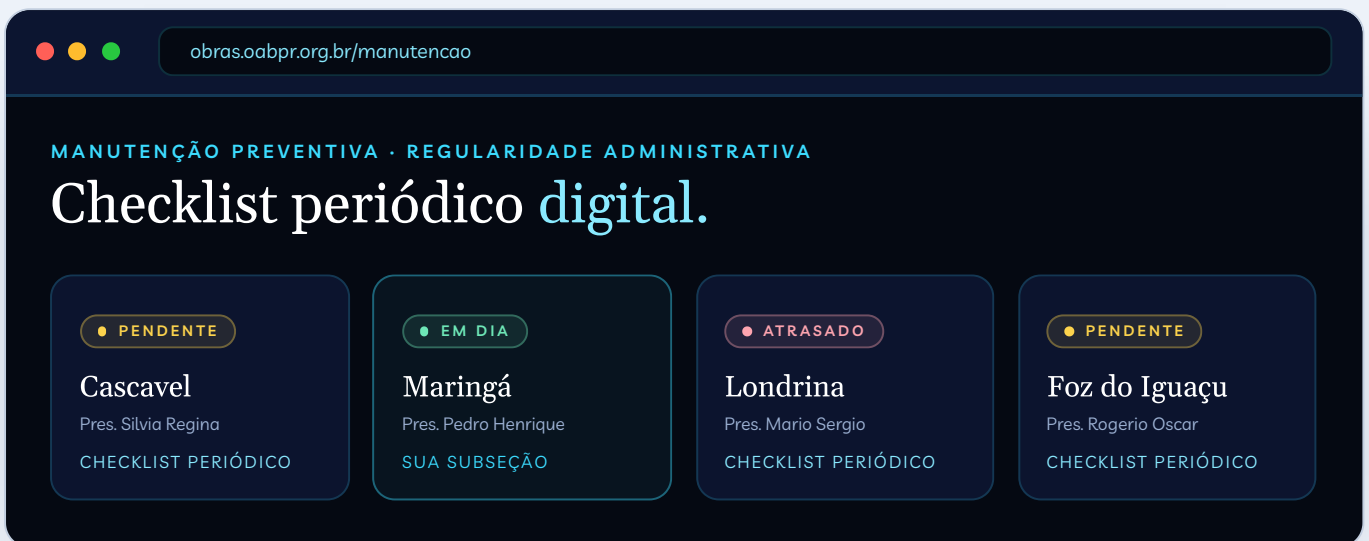 obras.oabpr.org.br/manutencao
MANUTENÇÃO PREVENTIVA · REGULARIDADE ADMINISTRATIVA
Checklist periódico digital.
PENDENTE
Cascavel
Pres. Silvia Regina
CHECKLIST PERIÓDICO
EM DIA
Maringá
Pres. Pedro Henrique
SUA SUBSEÇÃO
ATRASADO
Londrina
Pres. Mario Sergio
CHECKLIST PERIÓDICO
PENDENTE
Foz do Iguaçu
Pres. Rogerio Oscar
CHECKLIST PERIÓDICO